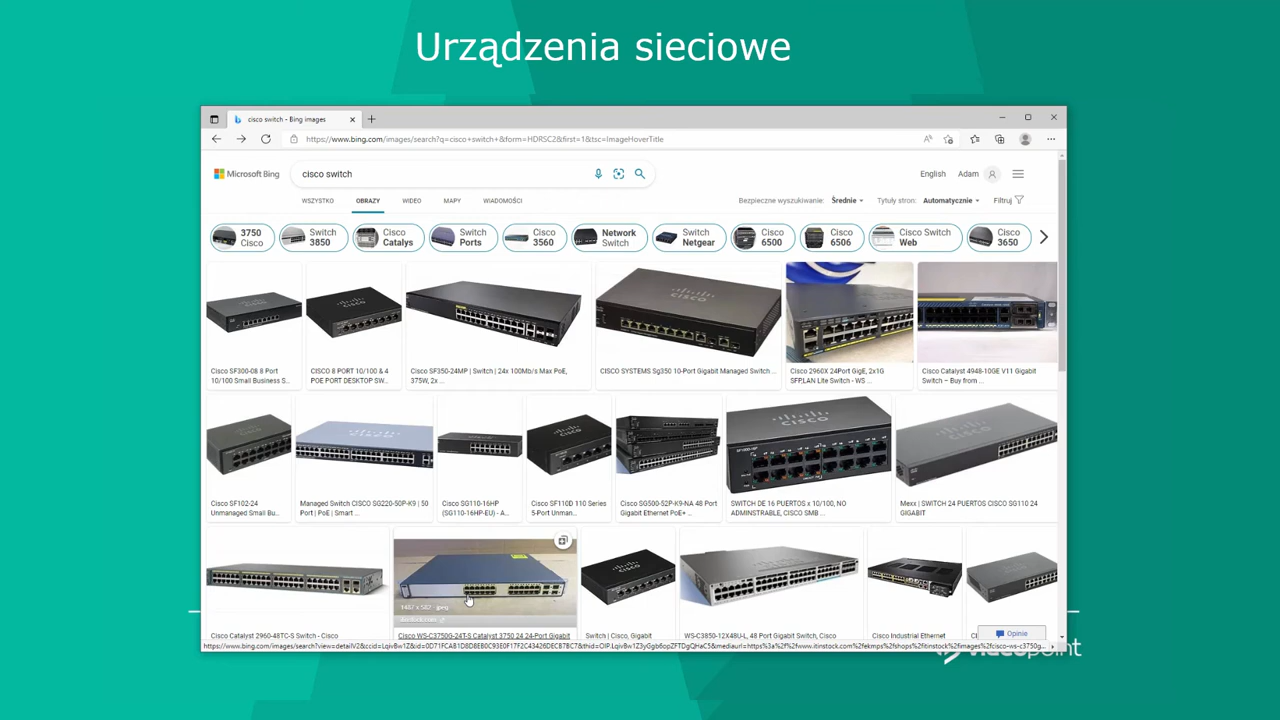 Urządzenia sieciowe
cisco switch - Bing images
https://www.bing.com/images/search?q=cisco+switch+&form=HDRSC2&first=1&tsc=ImageHoverTitle
Microsoft Bing
cisco switch
English
Adam
WSZYSTKO
OBRAZY
WIDEO
MAPY
WIADOMOŚCI
Bezpieczne wyszukiwanie: Średnie
Tytuły stron: Automatycznie
Filtruj
3750 Cisco
Switch 3850
Cisco Catalys
Switch Ports
Cisco 3560
Network Switch
Switch Netgear
Cisco 6500
Cisco 6506
Cisco Switch Web
Cisco 3650
Cisco SF300-08 8 Port
10/100 Small Business S...
CISCO 8 PORT 10/100 & 4
POE PORT DESKTOP SW...
Cisco SF350-24MP | Switch | 24x 100Mb/s Max PoE,
375W, 2x ...
CISCO SYSTEMS Sg350 10-Port Gigabit Managed Switch ...
Cisco 2960X 24Port GigE, 2x1G
SFP,LAN Lite Switch - WS ...
Cisco Catalyst 4948-10GE V11 Gigabit
Switch – Buy from ...
Cisco SF102-24
Unmanaged Small Bu...
Managed Switch CISCO SG220-50P-K9 | 50
Port | PoE | Smart ...
Cisco SG110-16HP
(SG110-16HP-EU) - A...
Cisco SF110D 110 Series
5-Port Unman...
Cisco SG500-52P-K9-NA 48 Port
Gigabit Ethernet PoE+ ...
SWITCH DE 16 PUERTOS x 10/100, NO
ADMINSTRABLE, CISCO SMB ...
Mexx | SWITCH 24 PUERTOS CISCO SG110 24
GIGABIT
1482 x 582 · jpeg
Cisco Catalyst 2960-48TC-S Switch - Cisco
Cisco WS-C3750G-24T-S Catalyst 3750 24 24-Port Gigabit
Switch | Cisco, Gigabit
WS-C3850-12X48U-L, 48 Port Gigabit Switch, Cisco
Cisco Industrial Ethernet
Opinie